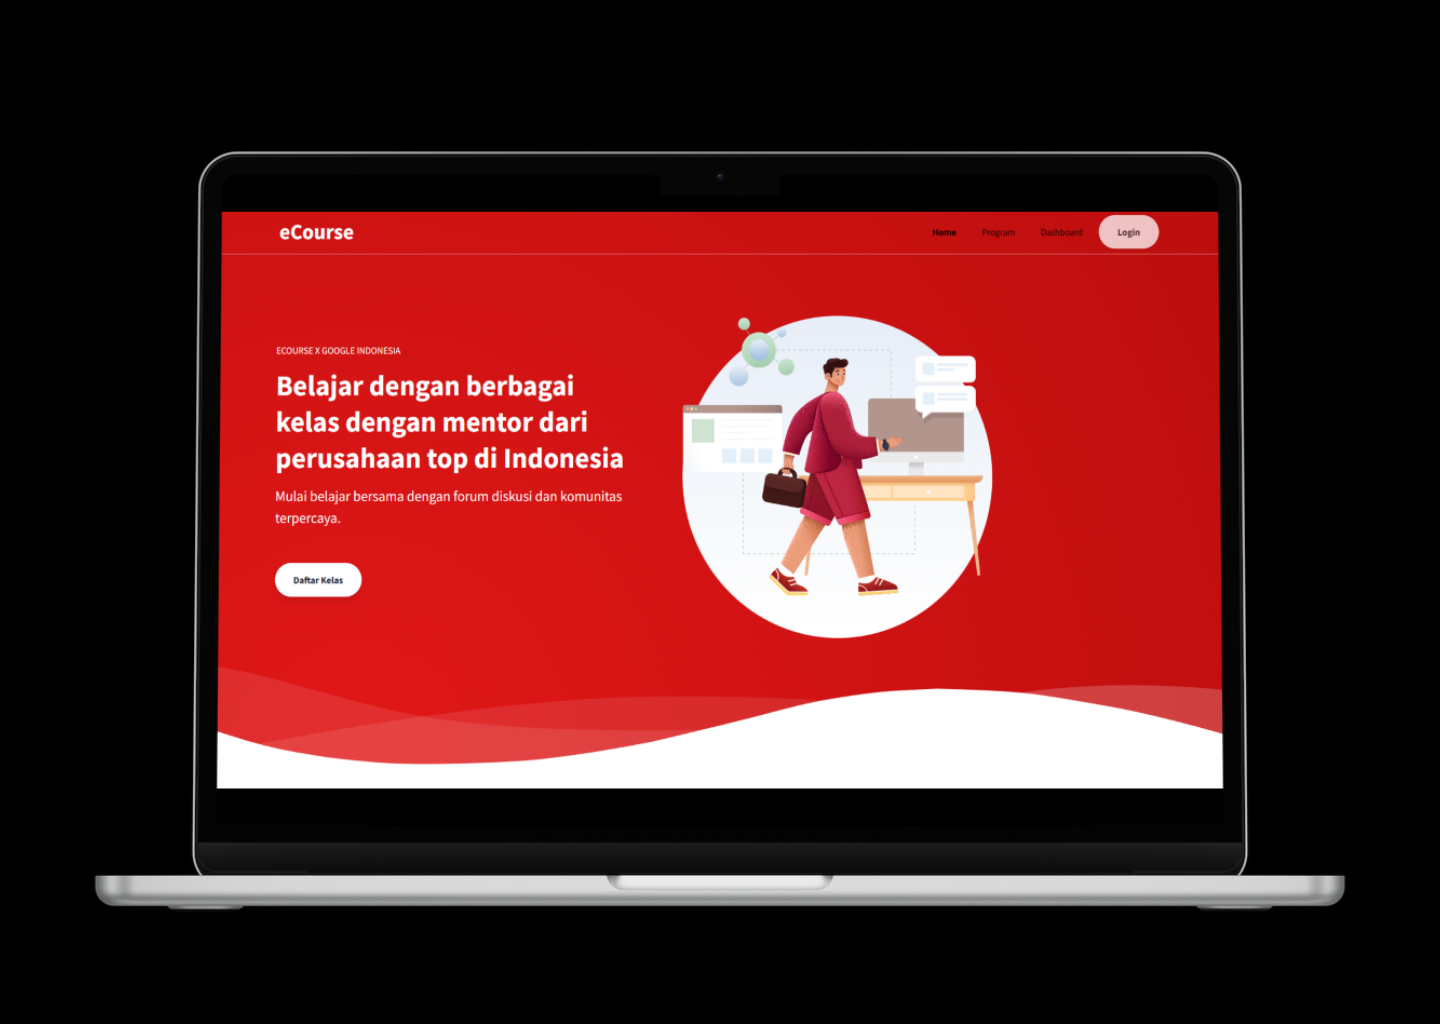 eCourse
Home Program Dashboard Login
ECOURSE X GOOGLE INDONESIA
Belajar dengan berbagai
kelas dengan mentor dari
perusahaan top di Indonesia
Mulai belajar bersama dengan forum diskusi dan komunitas
terpercaya.
Daftar Kelas